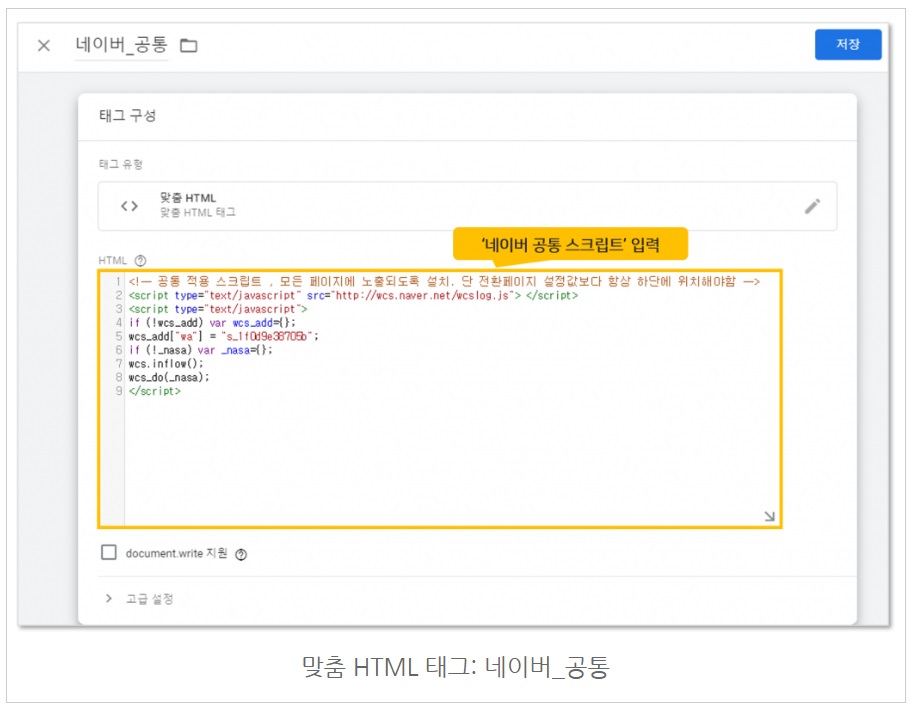 네이버_공통
저장
태그 구성
태그 유형
맞춤 HTML
맞춤 HTML 태그
'네이버 공통 스크립트' 입력
HTML
1 <!— 공통 적용 스크립트 , 모든 페이지에 노출되도록 설치. 단 전환페이지 설정값보다 항상 하단에 위치해야함 —>
2 <script type="text/javascript" src="http://wcs.naver.net/wcslog.js"> </script>
3 <script type="text/javascript">
4 if (!wcs_add) var wcs_add={};
5 wcs_add["wa"] = "s_1f0d9e38705b";
6 if (!_nasa) var _nasa={};
7 wcs.inflow();
8 wcs_do(_nasa);
9 </script>
document.write 지원
고급 설정
맞춤 HTML 태그: 네이버_공통